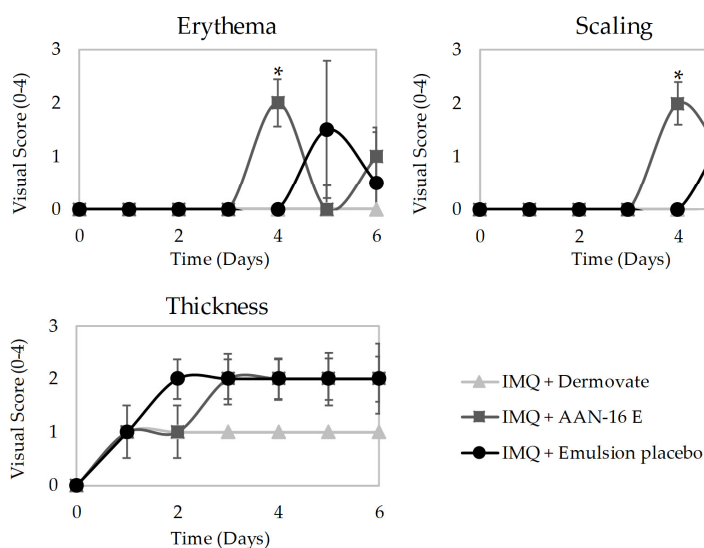 Erythema
3
2
1
0
Visual Score (0-4)
*
0
2
4
6
Time (Days)
Scaling
3
2
1
0
Visual Score (0-4)
*
0
2
4
Time (Days)
Thickness
3
2
1
0
Visual Score (0-4)
0
2
4
6
Time (Days)
IMQ + Dermovate
IMQ + AAN-16 E
IMQ + Emulsion placebo